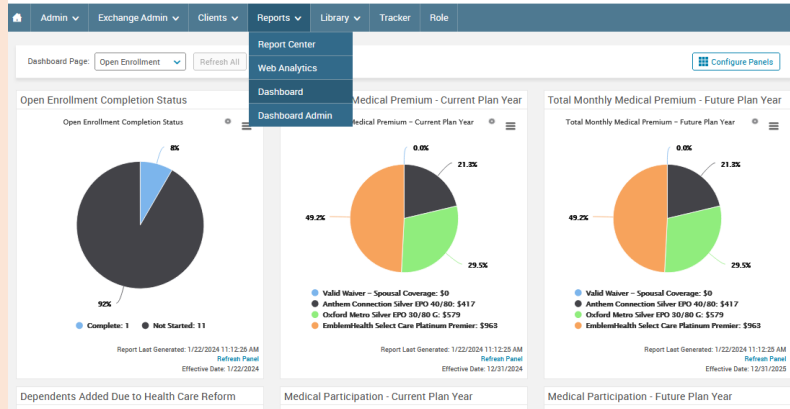 Admin Exchange Admin Clients Reports Library Tracker Role
Report Center
Web Analytics
Dashboard
Dashboard Admin
Dashboard Page: Open Enrollment Refresh All Configure Panels
Open Enrollment Completion Status
Open Enrollment Completion Status
8%
92%
Complete: 1 Not Started: 11
Report Last Generated: 1/22/2024 11:12:25 AM
Refresh Panel
Effective Date: 1/22/2024
Medical Premium - Current Plan Year
Medical Premium – Current Plan Year
0.0%
21.3%
49.2%
29.5%
Valid Waiver – Spousal Coverage: $0
Anthem Connection Silver EPO 40/80: $417
Oxford Metro Silver EPO 30/80 G: $579
EmblemHealth Select Care Platinum Premier: $963
Report Last Generated: 1/22/2024 11:12:25 AM
Refresh Panel
Effective Date: 12/31/2024
Total Monthly Medical Premium - Future Plan Year
Total Monthly Medical Premium – Future Plan Year
0.0%
21.3%
49.2%
29.5%
Valid Waiver – Spousal Coverage: $0
Anthem Connection Silver EPO 40/80: $417
Oxford Metro Silver EPO 30/80 G: $579
EmblemHealth Select Care Platinum Premier: $963
Report Last Generated: 1/22/2024 11:12:25 AM
Refresh Panel
Effective Date: 12/31/2025
Dependents Added Due to Health Care Reform
Medical Participation - Current Plan Year
Medical Participation - Future Plan Year